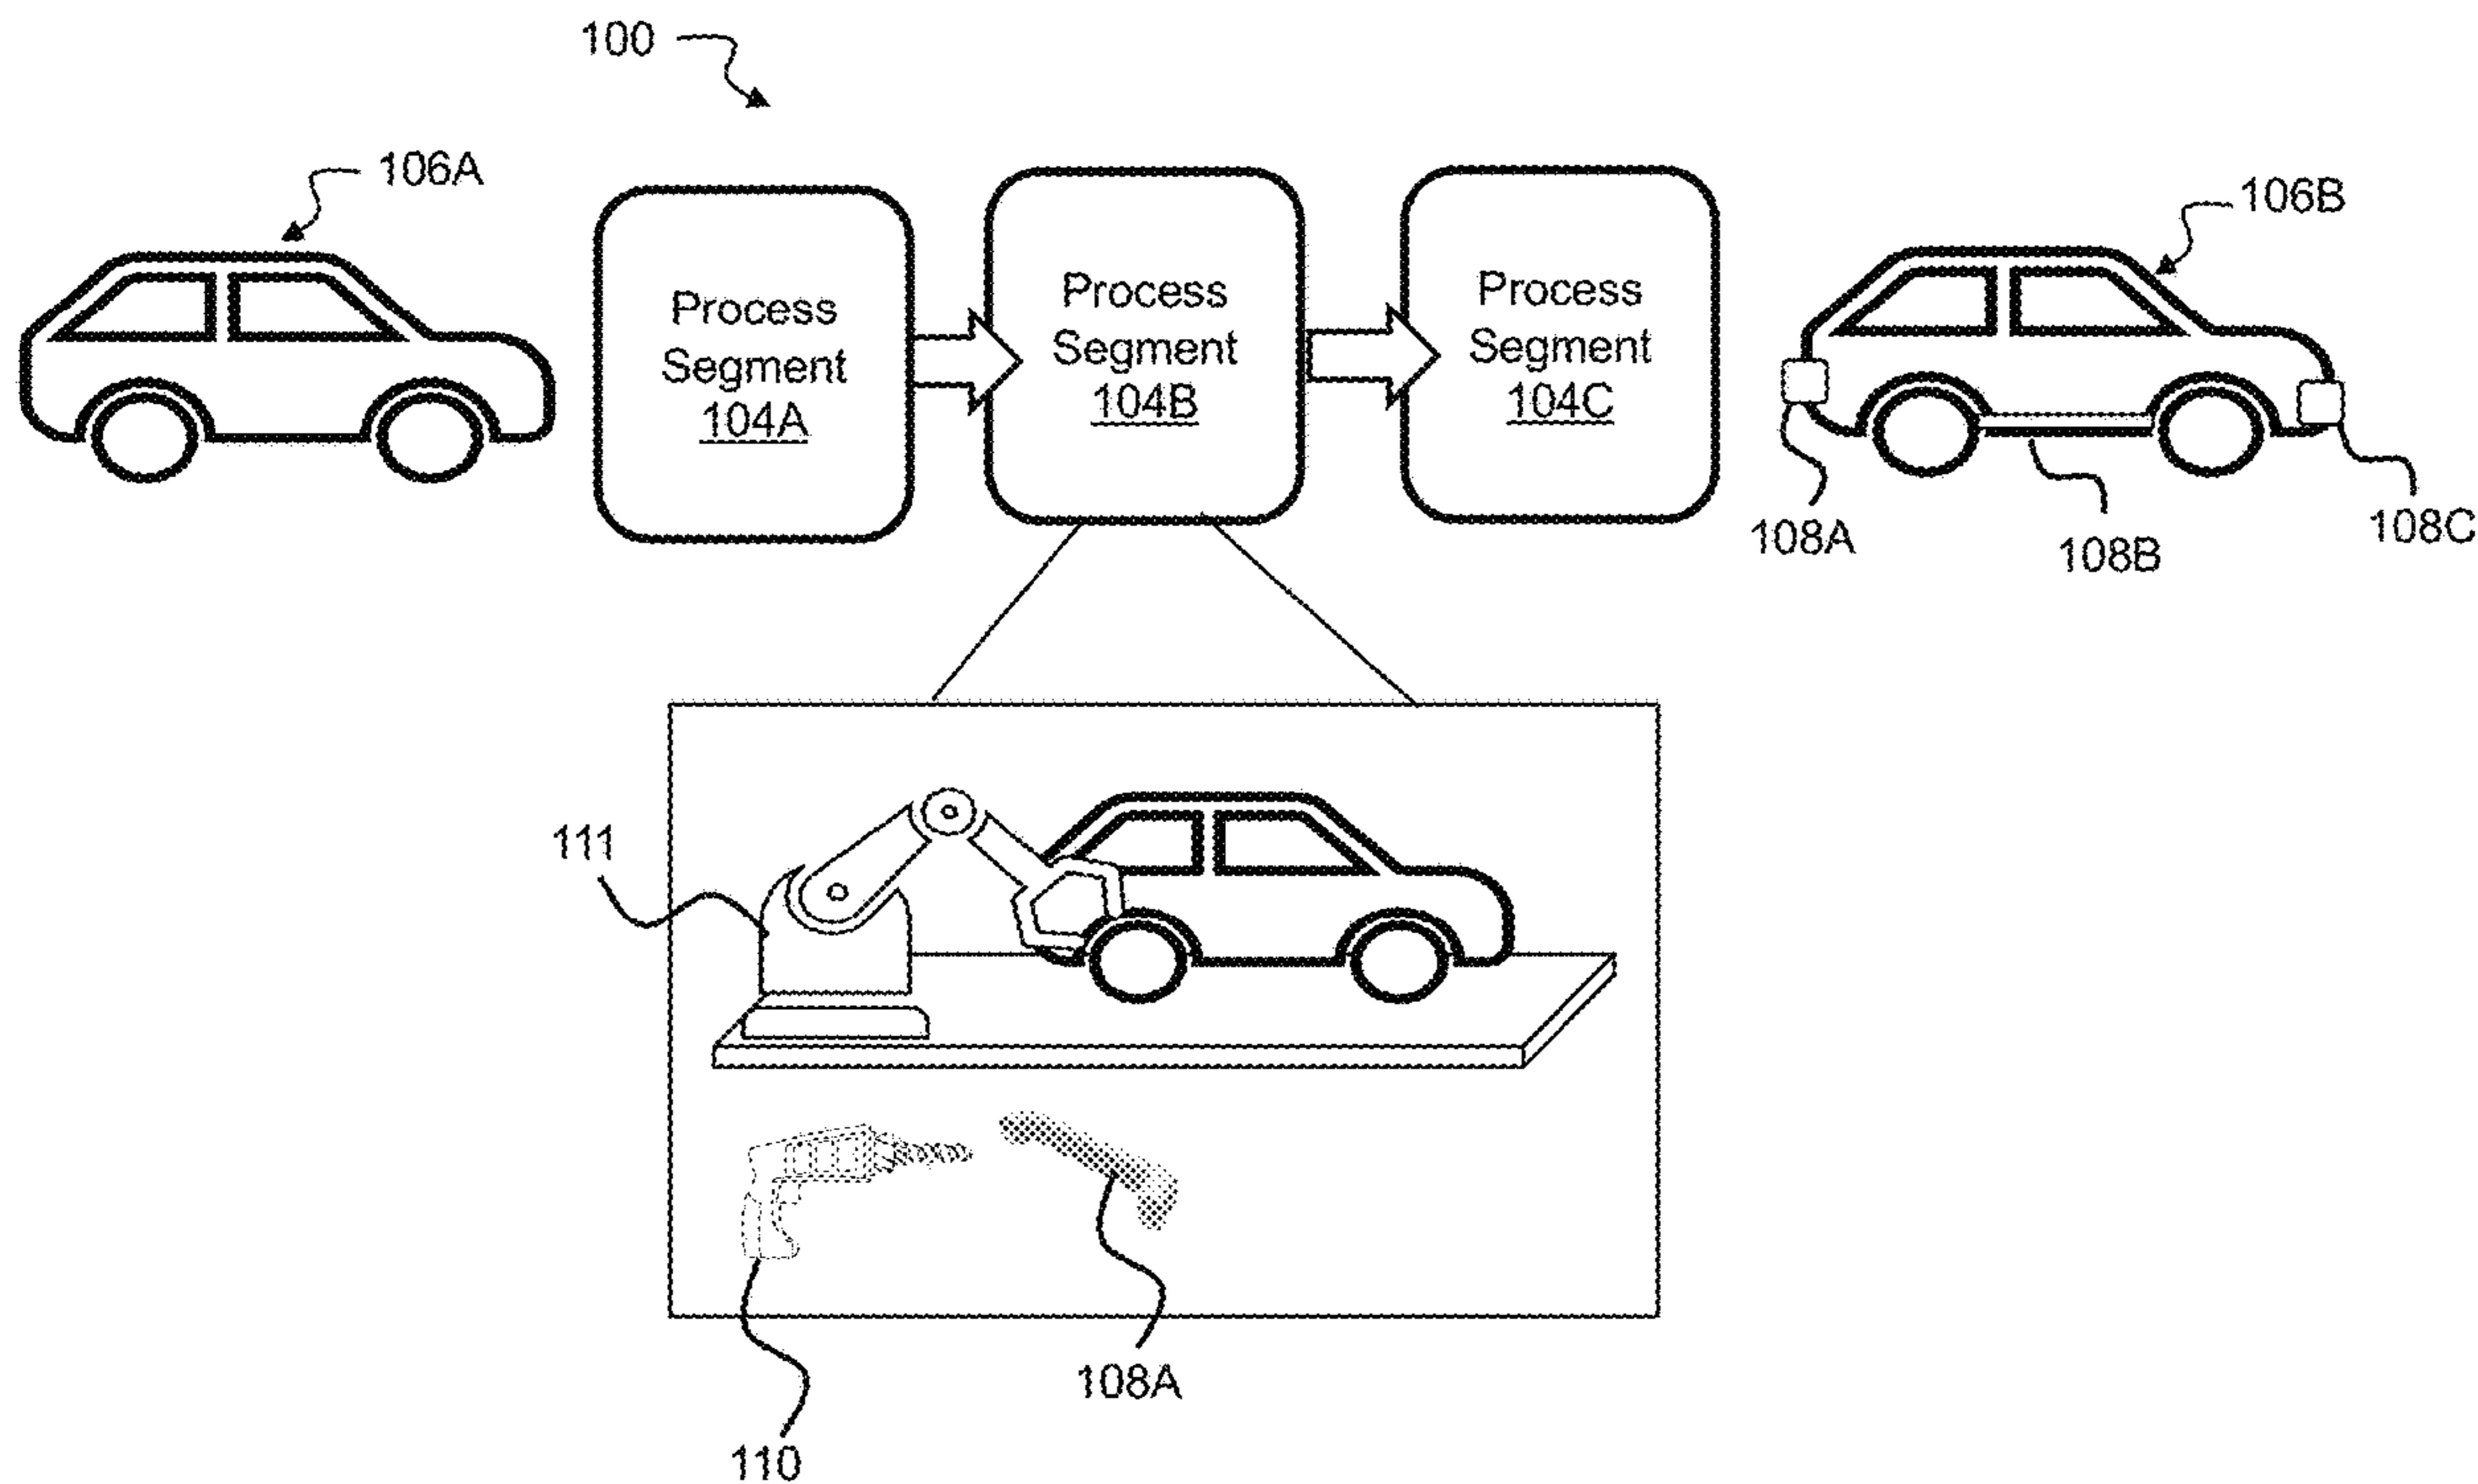 100
106A
106B
Process
Segment
104A
Process
Segment
104B
Process
Segment
104C
108A
108B
108C
111
108A
110